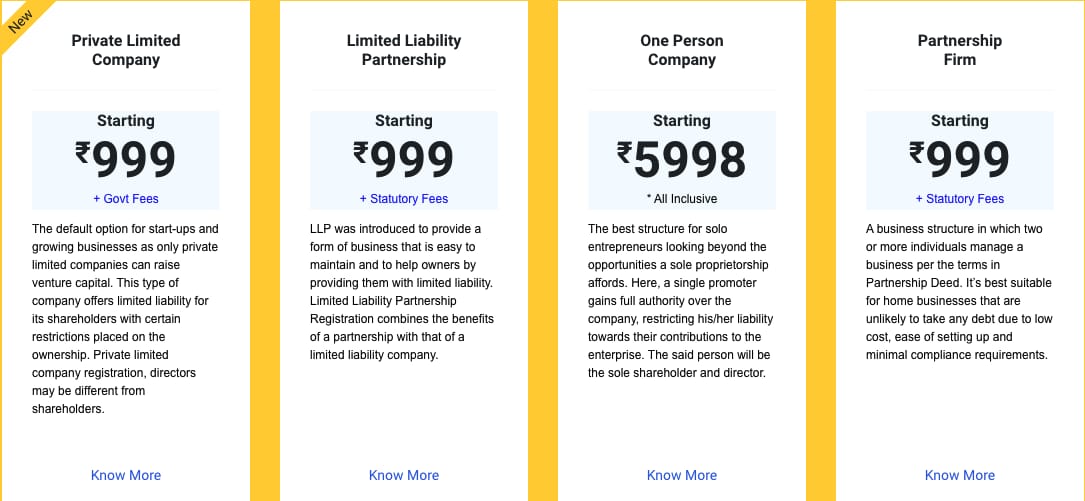 New
Private Limited
Company
Starting
₹999
+ Govt Fees
The default option for start-ups and
growing businesses as only private
limited companies can raise
venture capital. This type of
company offers limited liability for
its shareholders with certain
restrictions placed on the
ownership. Private limited
company registration, directors
may be different from
shareholders.
Know More
Limited Liability
Partnership
Starting
₹999
+ Statutory Fees
LLP was introduced to provide a
form of business that is easy to
maintain and to help owners by
providing them with limited liability.
Limited Liability Partnership
Registration combines the benefits
of a partnership with that of a
limited liability company.
Know More
One Person
Company
Starting
₹5998
* All Inclusive
The best structure for solo
entrepreneurs looking beyond the
opportunities a sole proprietorship
affords. Here, a single promoter
gains full authority over the
company, restricting his/her liability
towards their contributions to the
enterprise. The said person will be
the sole shareholder and director.
Know More
Partnership
Firm
Starting
₹999
+ Statutory Fees
A business structure in which two
or more individuals manage a
business per the terms in
Partnership Deed. It’s best suitable
for home businesses that are
unlikely to take any debt due to low
cost, ease of setting up and
minimal compliance requirements.
Know More